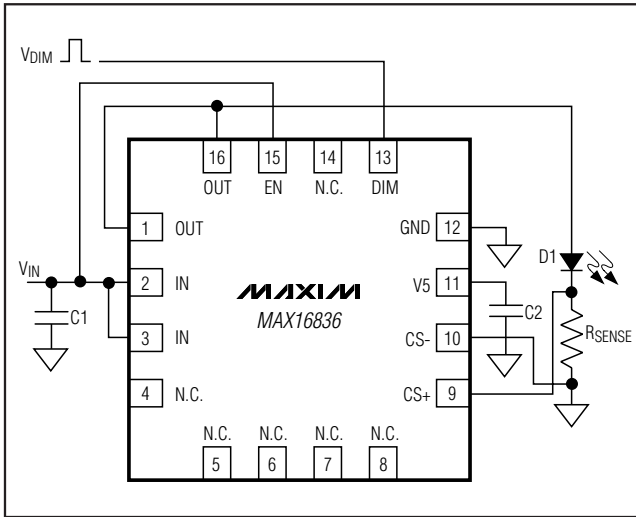 VDIM
16 15 14 13
OUT EN N.C. DIM
1 OUT
GND 12
D1
VIN
2 IN
V5 11
C1
MAXIM
MAX16836
C2
RSENSE
3 IN
CS- 10
4 N.C.
CS+ 9
N.C. N.C. N.C. N.C.
5 6 7 8